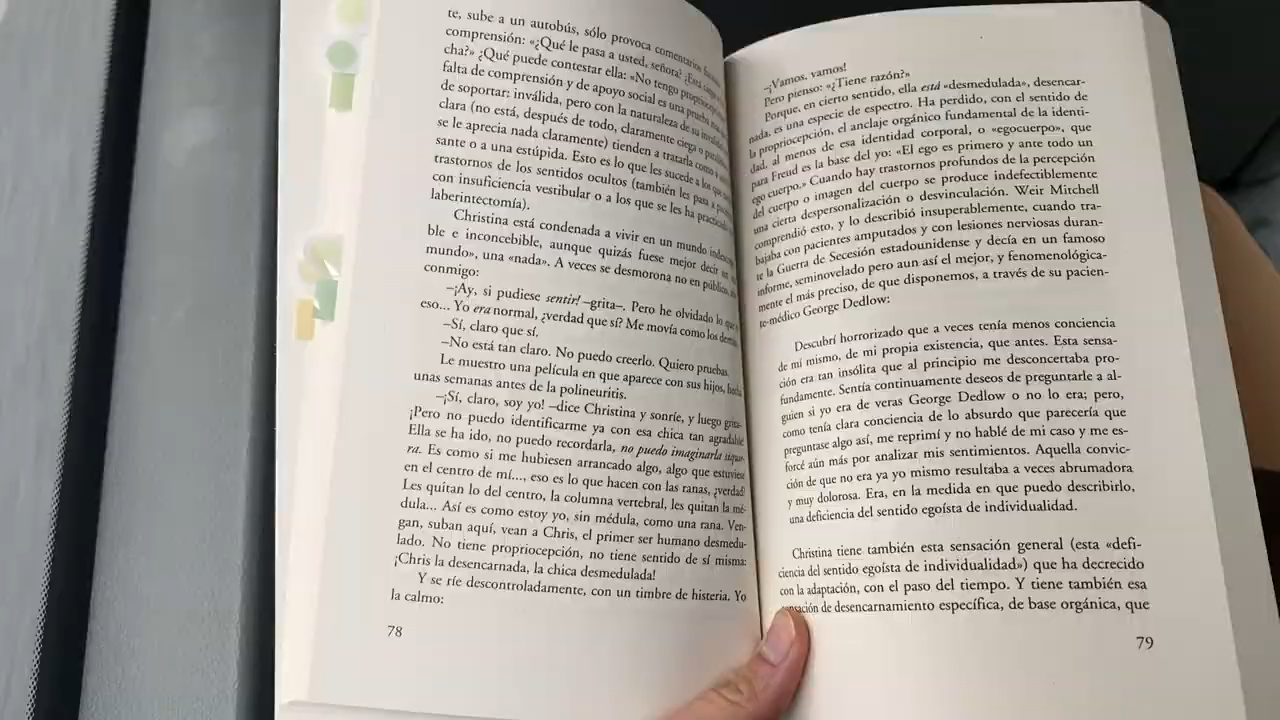 te, sube a un autobús, sólo provoca comentarios
comprensión: «¿Qué le pasa a usted, señora? ¿Está
cha?» ¿Qué puede contestar ella: «No tengo
falta de comprensión y de apoyo social es una prueba
de soportar: inválida, pero con la naturaleza de su
clara (no está, después de todo, claramente ciega o
se le aprecia nada claramente) tienden a tratarla como
sante o a una estúpida. Esto es lo que les sucede a los que
trastornos de los sentidos ocultos (también les pasa a
con insuficiencia vestibular o a los que se les ha practicado
laberintectomía).
Christina está condenada a vivir en un mundo
ble e inconcebible, aunque quizás fuese mejor decir un
mundo», una «nada». A veces se desmorona no en público,
conmigo:
–¡Ay, si pudiese sentir! –grita–. Pero he olvidado lo que
eso... Yo era normal, ¿verdad que sí? Me movía como los demás
–Sí, claro que sí.
–No está tan claro. No puedo creerlo. Quiero pruebas.
Le muestro una película en que aparece con sus hijos, hecha
unas semanas antes de la polineuritis.
–¡Sí, claro, soy yo! –dice Christina y sonríe, y luego grita–
¡Pero no puedo identificarme ya con esa chica tan agradable!
Ella se ha ido, no puedo recordarla, no puedo imaginarla siquie-
ra. Es como si me hubiesen arrancado algo, algo que estuviese
en el centro de mí..., eso es lo que hacen con las ranas, ¿verdad?
Les quitan lo del centro, la columna vertebral, les quitan la mé-
dula... Así es como estoy yo, sin médula, como una rana. Ven-
gan, suban aquí, vean a Chris, el primer ser humano desmedu-
lado. No tiene propriocepción, no tiene sentido de sí misma:
¡Chris la desencarnada, la chica desmedulada!
Y se ríe descontroladamente, con un timbre de histeria. Yo
la calmo:
78
–¡Vamos, vamos!
Pero pienso: «¿Tiene razón?»
Porque, en cierto sentido, ella está «desmedulada», desencar-
nada, es una especie de espectro. Ha perdido, con el sentido de
la propriocepción, el anclaje orgánico fundamental de la identi-
dad, al menos de esa identidad corporal, o «egocuerpo», que
para Freud es la base del yo: «El ego es primero y ante todo un
ego cuerpo.» Cuando hay trastornos profundos de la percepción
del cuerpo o imagen del cuerpo se produce indefectiblemente
una cierta despersonalización o desvinculación. Weir Mitchell
comprendió esto, y lo describió insuperablemente, cuando tra-
bajaba con pacientes amputados y con lesiones nerviosas duran-
te la Guerra de Secesión estadounidense y decía en un famoso
informe, seminovelado pero aun así el mejor, y fenomenológica-
mente el más preciso, de que disponemos, a través de su pacien-
te-médico George Dedlow:
Descubrí horrorizado que a veces tenía menos conciencia
de mí mismo, de mi propia existencia, que antes. Esta sensa-
ción era tan insólita que al principio me desconcertaba pro-
fundamente. Sentía continuamente deseos de preguntarle a al-
guien si yo era de veras George Dedlow o no lo era; pero,
como tenía clara conciencia de lo absurdo que parecería que
preguntase algo así, me reprimí y no hablé de mi caso y me es-
forcé aún más por analizar mis sentimientos. Aquella convic-
ción de que no era ya yo mismo resultaba a veces abrumadora
y muy dolorosa. Era, en la medida en que puedo describirlo,
una deficiencia del sentido egoísta de individualidad.
Christina tiene también esta sensación general (esta «defi-
ciencia del sentido egoísta de individualidad») que ha decrecido
con la adaptación, con el paso del tiempo. Y tiene también esa
sensación de desencarnamiento específica, de base orgánica, que
79